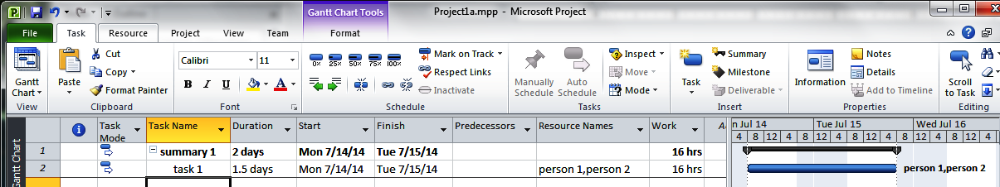 Gantt Chart Tools Project1a.mpp - Microsoft Project
File Task Resource Project View Team Format
Gantt Chart
View
Paste
Cut
Copy
Format Painter
Clipboard
Calibri 11
B I U A
Font
0% 25% 50% 75% 100%
Mark on Track
Respect Links
Inactivate
Schedule
Manually Schedule
Auto Schedule
Inspect
Move
Mode
Tasks
Task
Summary
Milestone
Deliverable
Insert
Information
Notes
Details
Add to Timeline
Properties
Scroll to Task
Editing
Task Mode Task Name Duration Start Finish Predecessors Resource Names Work
n Jul 14 Tue Jul 15 Wed Jul 16
4 8 12 4 8 12 4 8 12 4 8 12 4 8 12 4 8
1 summary 1 2 days Mon 7/14/14 Tue 7/15/14 16 hrs
2 task 1 1.5 days Mon 7/14/14 Tue 7/15/14 person 1,person 2 16 hrs person 1,person 2
Gantt Chart